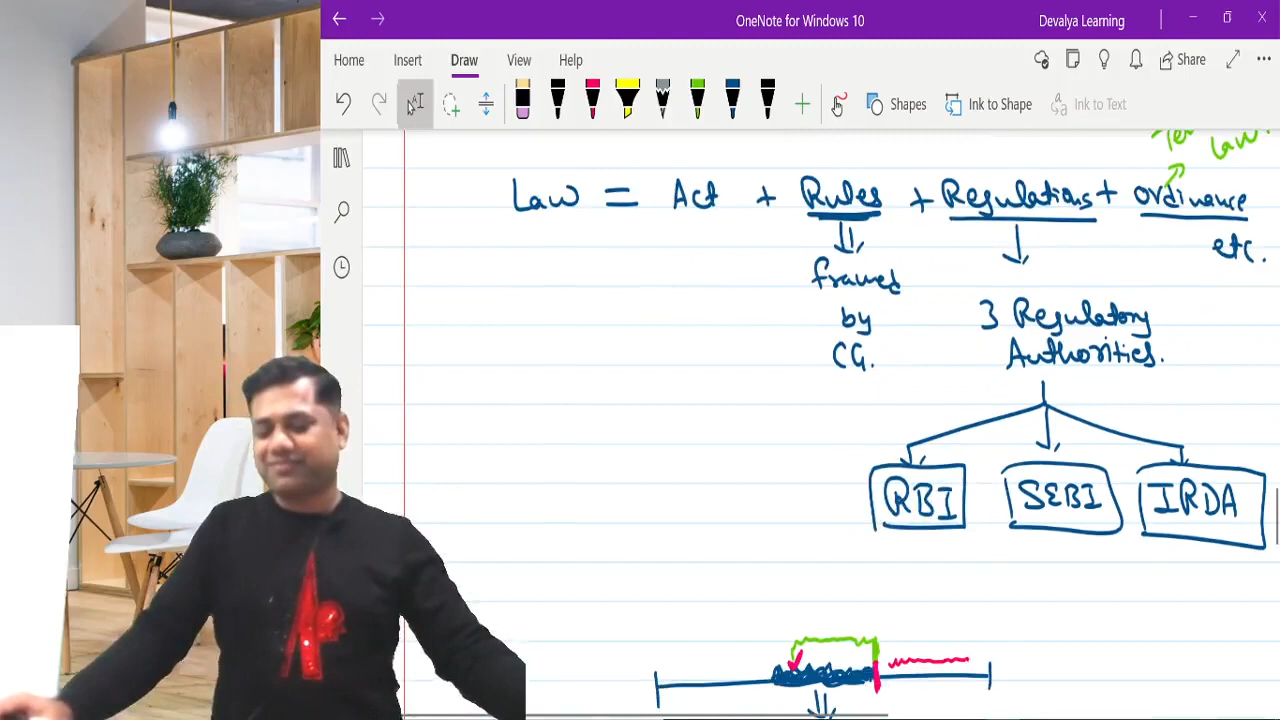 OneNote for Windows 10
Devalya Learning
Home Insert Draw View Help
Share
Shapes Ink to Shape Ink to Text
Law.
Law = Act + Rules + Regulations + ordinance
etc.
framed
by
CG.
3 Regulatory
Authorities.
RBI SEBI IRDA